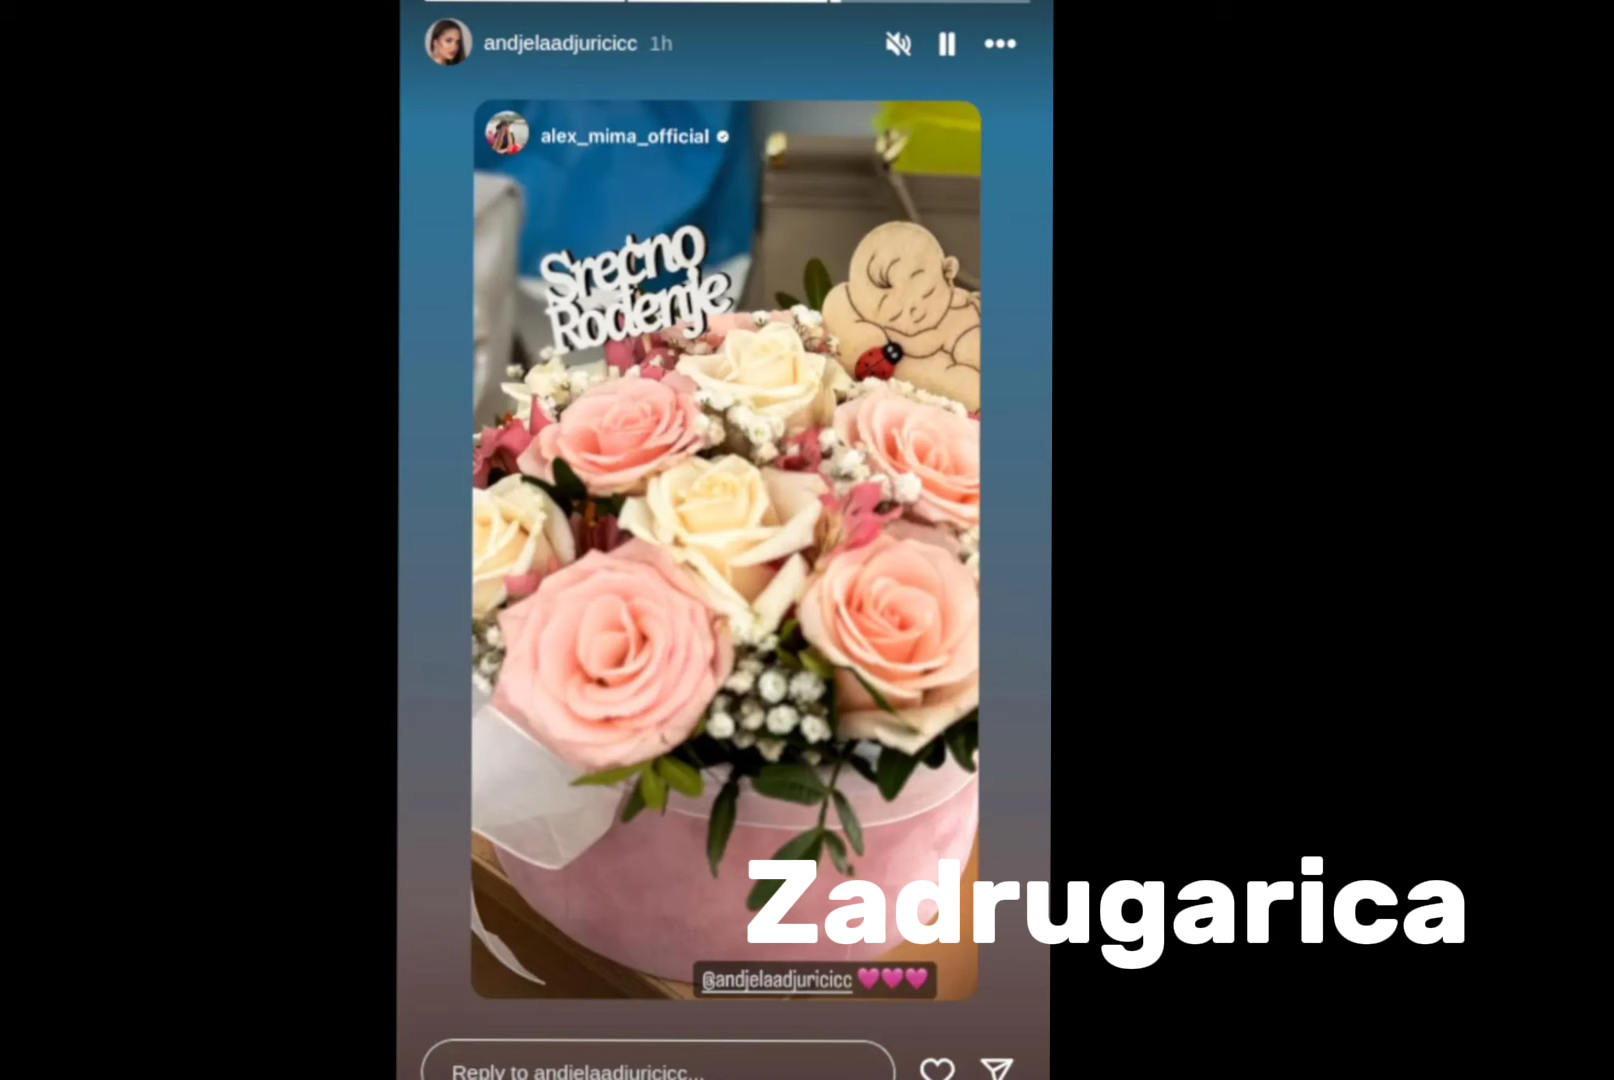 andjelaadjuricicc 1h
alex_mima_official
Srećno
Rođenje
Zadrugarica
@andjelaadjuricicc 💗💗💗
Reply to andjelaadjuricicc...